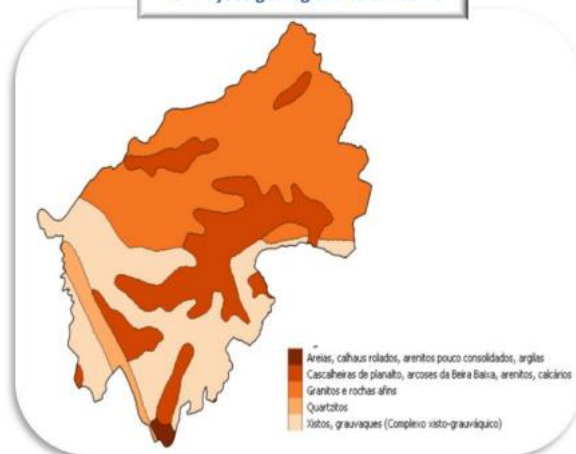 Areias, calhaus rolados, arenitos pouco consolidados, argilas
Cascalheiras de planalto, arcoses da Beira Baixa, arenitos, calcários
Granitos e rochas afins
Quartzitos
Xistos, grauvaques (Complexo xisto-grauváquico)